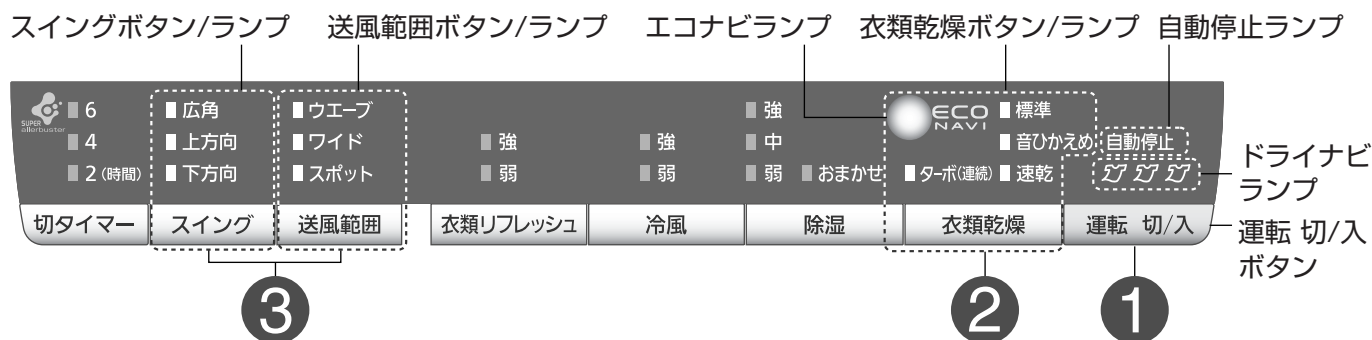 スイングボタン/ランプ 送風範囲ボタン/ランプ エコナビランプ 衣類乾燥ボタン/ランプ 自動停止ランプ
SUPER allerbuster
6 広角 ウエーブ 強 ECO NAVI 標準
4 上方向 ワイド 強 強 中 音ひかえめ 自動停止
2(時間) 下方向 スポット 弱 弱 弱 おまかせ ターボ(連続) 速乾
ドライナビ
ランプ
切タイマー スイング 送風範囲 衣類リフレッシュ 冷風 除湿 衣類乾燥 運転 切/入
運転 切/入
ボタン
3 2 1